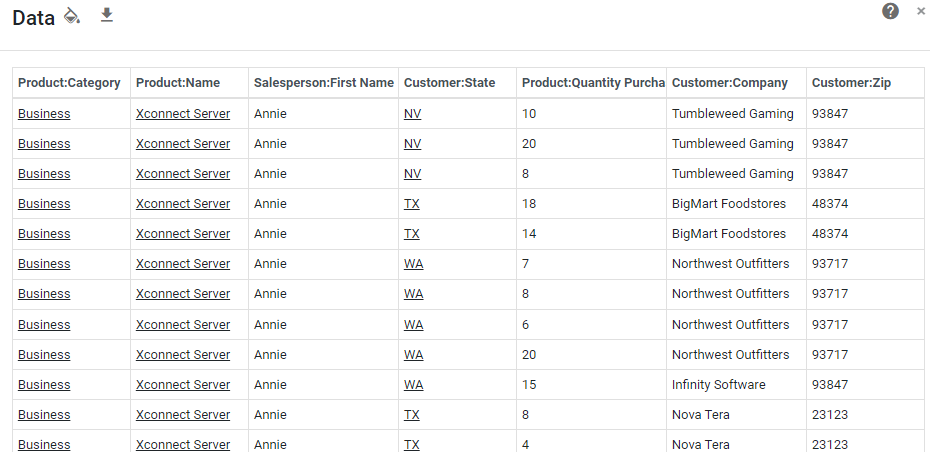 Data
Product:Category Product:Name Salesperson:First Name Customer:State Product:Quantity Purcha Customer:Company Customer:Zip
Business Xconnect Server Annie NV 10 Tumbleweed Gaming 93847
Business Xconnect Server Annie NV 20 Tumbleweed Gaming 93847
Business Xconnect Server Annie NV 8 Tumbleweed Gaming 93847
Business Xconnect Server Annie TX 18 BigMart Foodstores 48374
Business Xconnect Server Annie TX 14 BigMart Foodstores 48374
Business Xconnect Server Annie WA 7 Northwest Outfitters 93717
Business Xconnect Server Annie WA 8 Northwest Outfitters 93717
Business Xconnect Server Annie WA 6 Northwest Outfitters 93717
Business Xconnect Server Annie WA 20 Northwest Outfitters 93717
Business Xconnect Server Annie WA 15 Infinity Software 93847
Business Xconnect Server Annie TX 8 Nova Tera 23123
Business Xconnect Server Annie TX 4 Nova Tera 23123